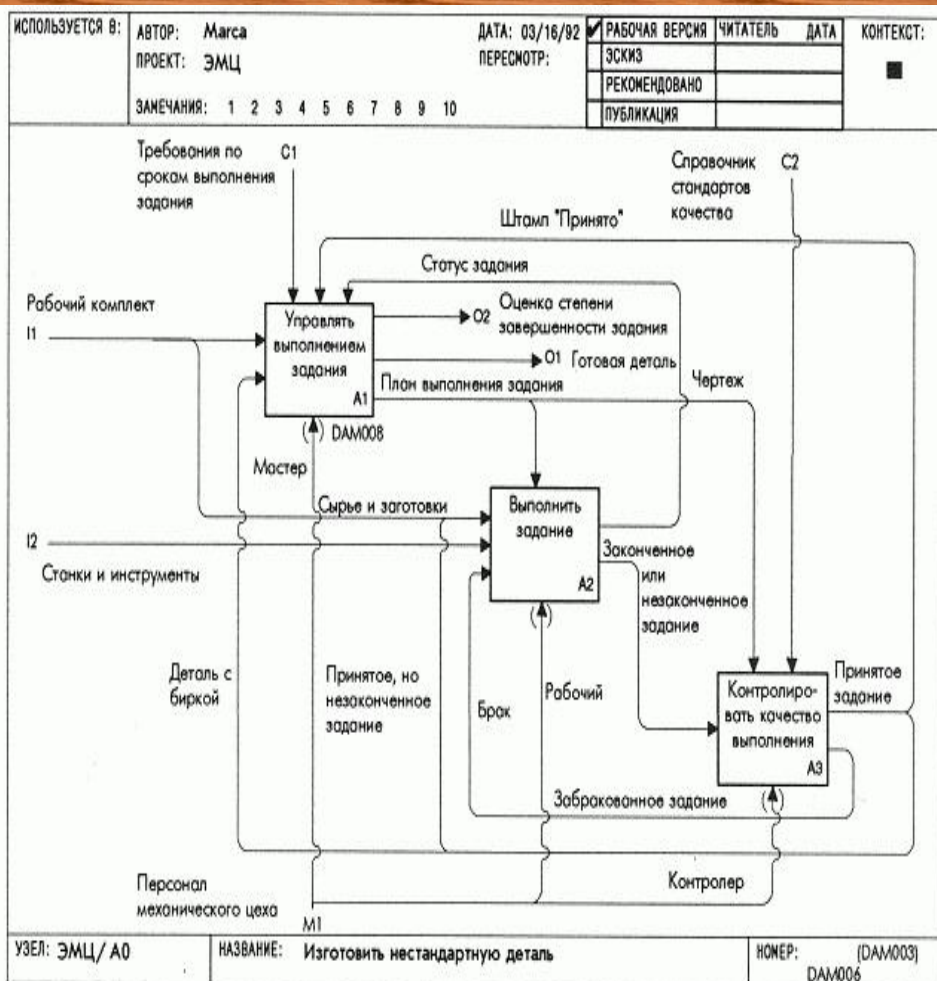 ИСПОЛЬЗУЕТСЯ В:
АВТОР: Marca
ДАТА: 03/16/92
✓ РАБОЧАЯ ВЕРСИЯ
ЧИТАТЕЛЬ ДАТА
КОНТЕКСТ:
ПРОЕКТ: ЭМЦ
ПЕРЕСМОТР:
ЭСКИЗ
РЕКОМЕНДОВАНО
ЗАМЕЧАНИЯ: 1 2 3 4 5 6 7 8 9 10
ПУБЛИКАЦИЯ
Требования по
срокам выполнения
задания
C1
Справочник
стандартов
качества
C2
Штамп "Принято"
Статус задания
Рабочий комплект
I1
Управлять
выполнением
задания
A1
O2 Оценка степени
завершенности задания
O1 Готовая деталь
План выполнения задания
Чертеж
DAM008
Мастер
Сырье и заготовки
Выполнить
задание
A2
I2
Станки и инструменты
Законченное
или
незаконченное
задание
Деталь с
биркой
Принятое, но
незаконченное
задание
Брак
Рабочий
Контролиро-
вать качество
выполнения
A3
Принятое
задание
Забракованное задание
Персонал
механического цеха
M1
Контролер
УЗЕЛ: ЭМЦ/ A0
НАЗВАНИЕ: Изготовить нестандартную деталь
НОМЕР: (DAM003)
DAM006